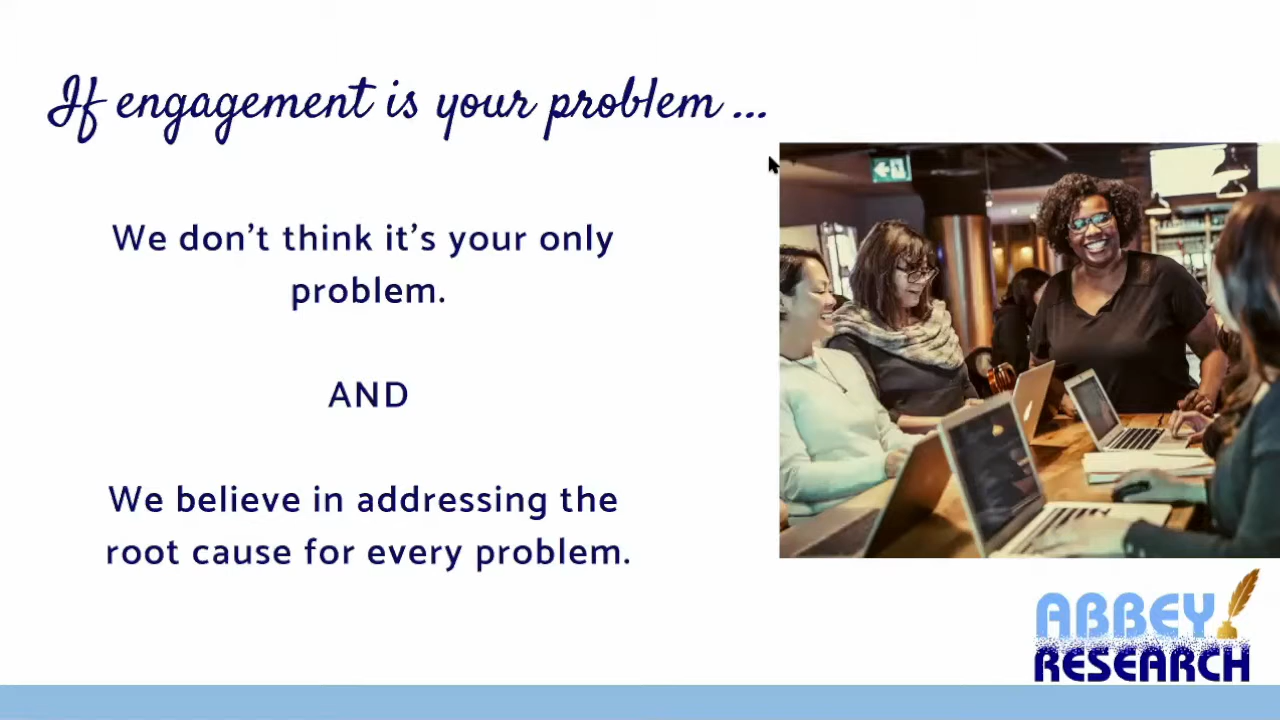 If engagement is your problem ...
We don't think it's your only
problem.
AND
We believe in addressing the
root cause for every problem.
ABBEY
RESEARCH